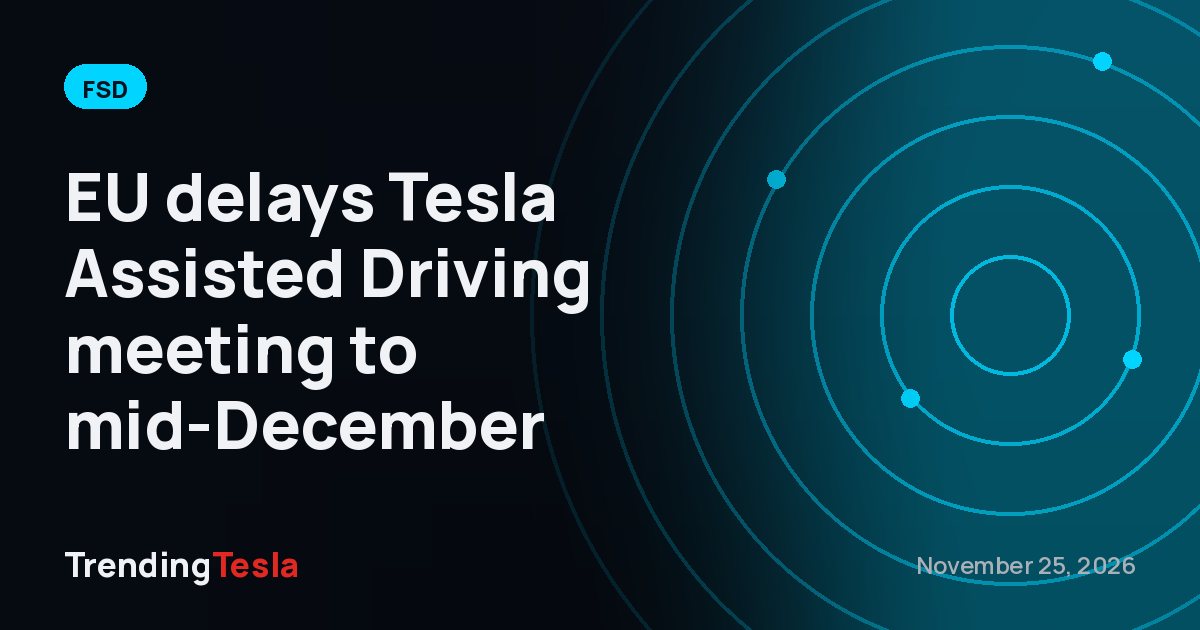 FSD
EU delays Tesla
Assisted Driving
meeting to
mid-December
TrendingTesla
November 25, 2026